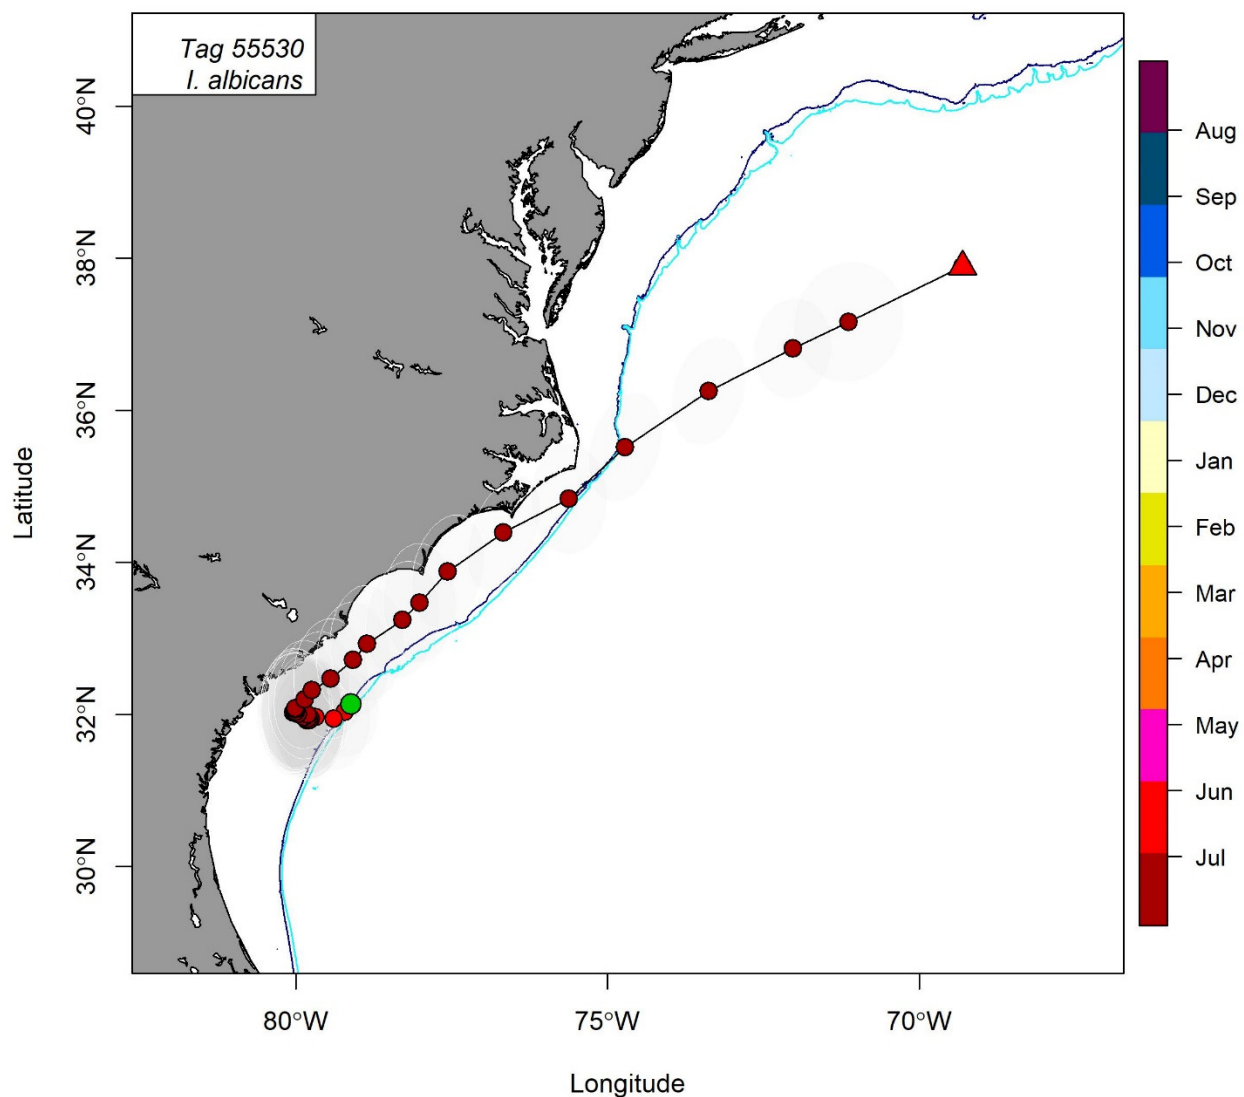 Tag 55530
I. albicans
40°N
38°N
36°N
34°N
32°N
30°N
Latitude
80°W
75°W
70°W
Longitude
Aug
Sep
Oct
Nov
Dec
Jan
Feb
Mar
Apr
May
Jun
Jul